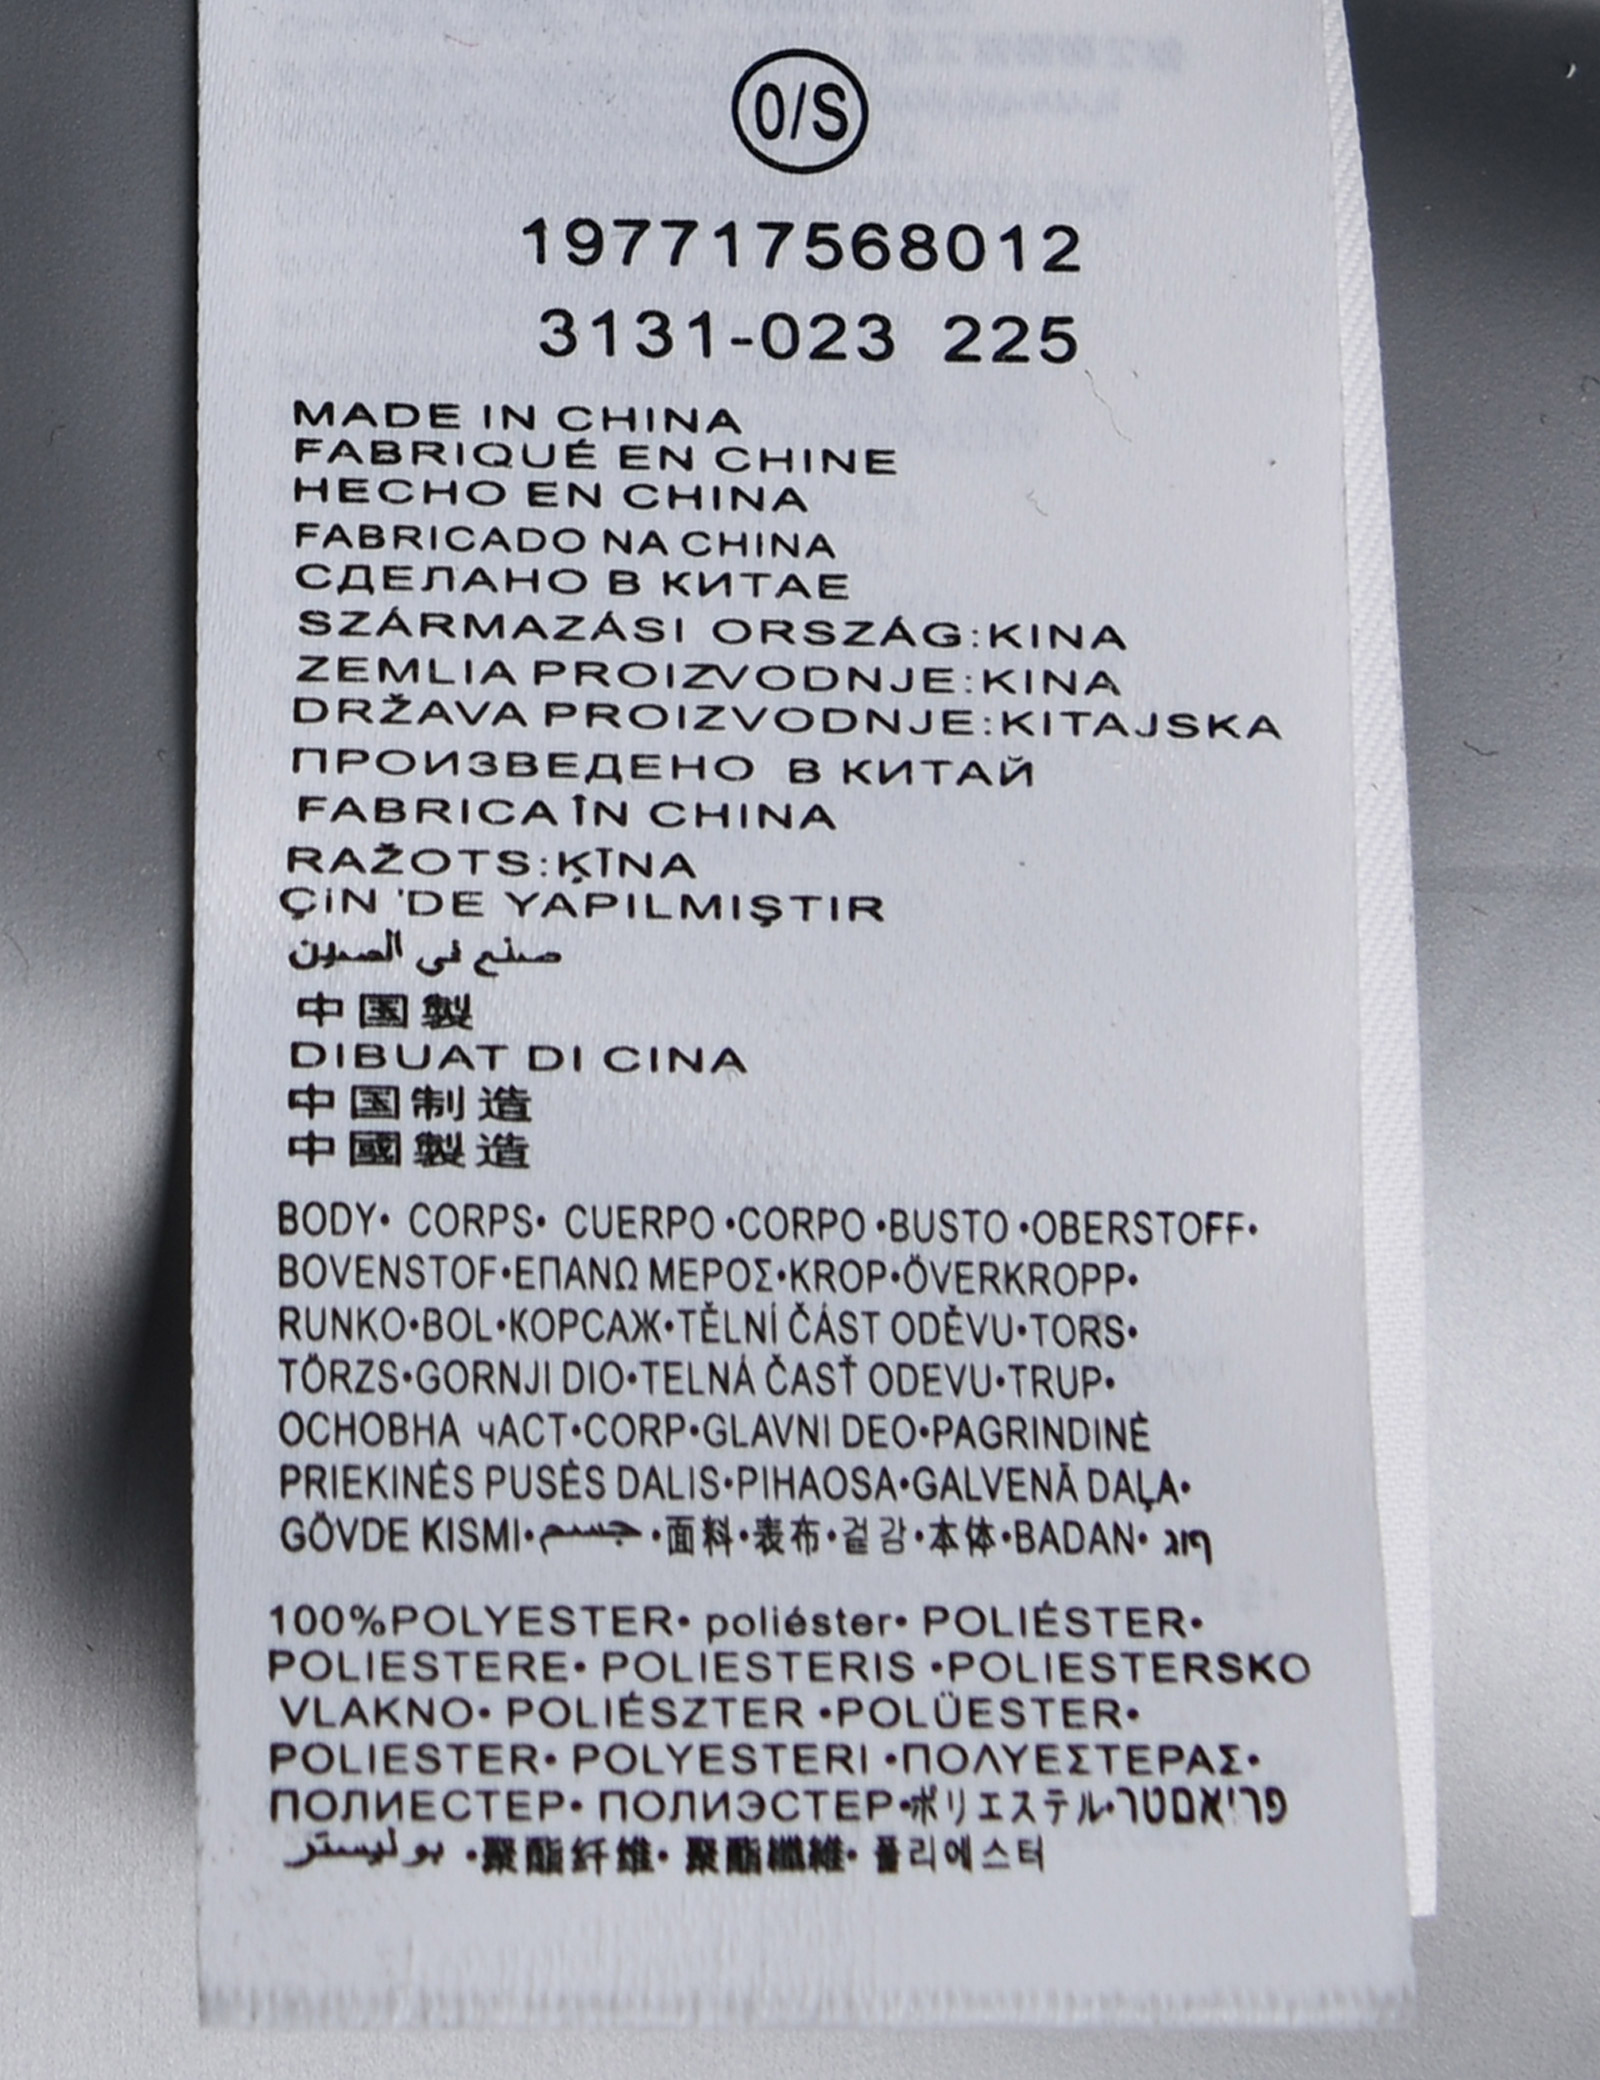 O/S
197717568012
3131-023 225
MADE IN CHINA
FABRIQUÉ EN CHINE
HECHO EN CHINA
FABRICADO NA CHINA
СДЕЛАНО В КИТАЕ
SZÁRMAZÁSI ORSZÁG:KINA
ZEMLIA PROIZVODNJE:KINA
DRŽAVA PROIZVODNJE:KITAJSKA
ПРОИЗВЕДЕНО В КИТАЙ
FABRICA ÎN CHINA
RAŽOTS:ĶĪNA
ÇiN 'DE YAPILMIŞTIR
صنع في الصين
中国製
DIBUAT DI CINA
中国制造
中國製造
BODY• CORPS• CUERPO •CORPO •BUSTO •OBERSTOFF•
BOVENSTOF•ΕΠΑΝΩ ΜΕΡΟΣ•KROP•ÖVERKROPP•
RUNKO•BOL•КОРСАЖ•TĚLNÍ ČÁST ODĚVU•TORS•
TÖRZS•GORNJI DIO•TELNÁ ČASŤ ODEVU•TRUP•
ОСНОВНА чАСТ•CORP•GLAVNI DEO•PAGRINDINĖ
PRIEKINĖS PUSĖS DALIS•PIHAOSA•GALVENĀ DAĻA•
GÖVDE KISMI•جسم•面料•表布•겉감•本体•BADAN• גוף
100%POLYESTER• poliéster• POLIÉSTER•
POLIESTERE• POLIESTERIS •POLIESTERSKO
VLAKNO• POLIÉSZTER •POLÜESTER•
POLIESTER• POLYESTERI •ΠΟΛΥΕΣΤΕΡΑΣ•
ПОЛИЕСТЕР• ПОЛИЭСТЕР•ポリエステル•פריאסטר
بوليستر •聚酯纤维• 聚酯纖維• 폴리에스터